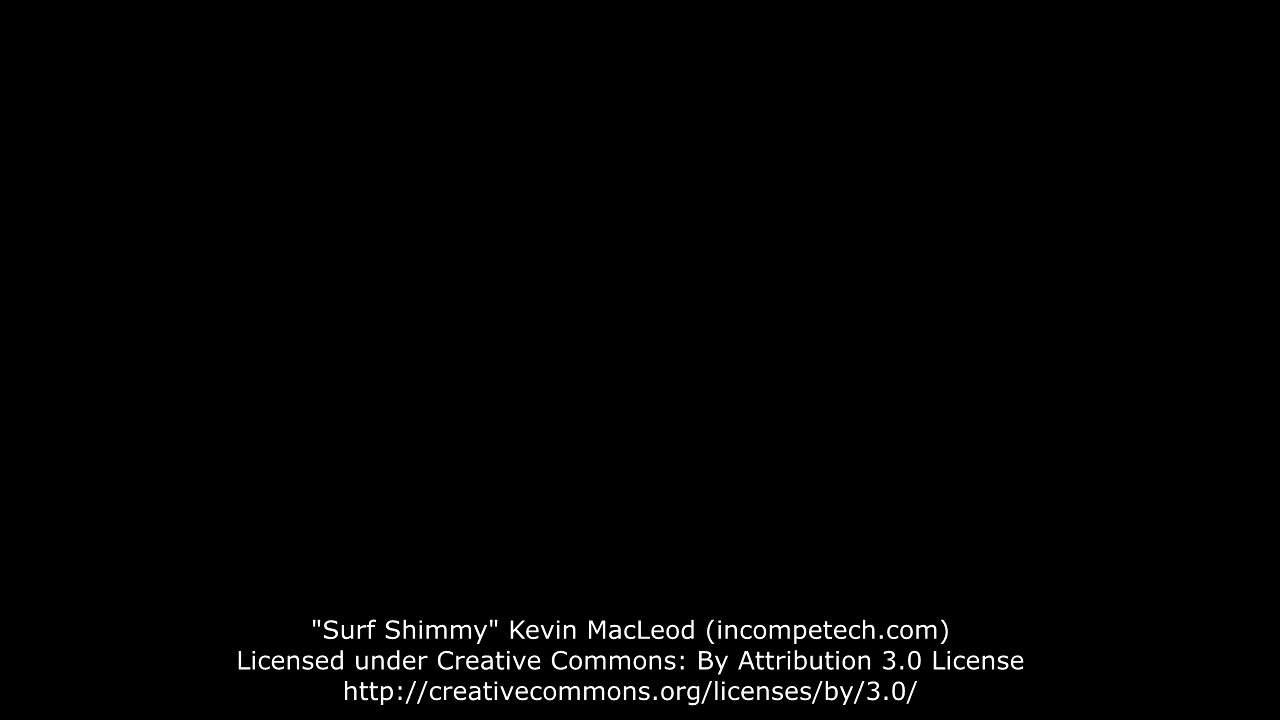 "Surf Shimmy" Kevin MacLeod (incompetech.com)
Licensed under Creative Commons: By Attribution 3.0 License
http://creativecommons.org/licenses/by/3.0/